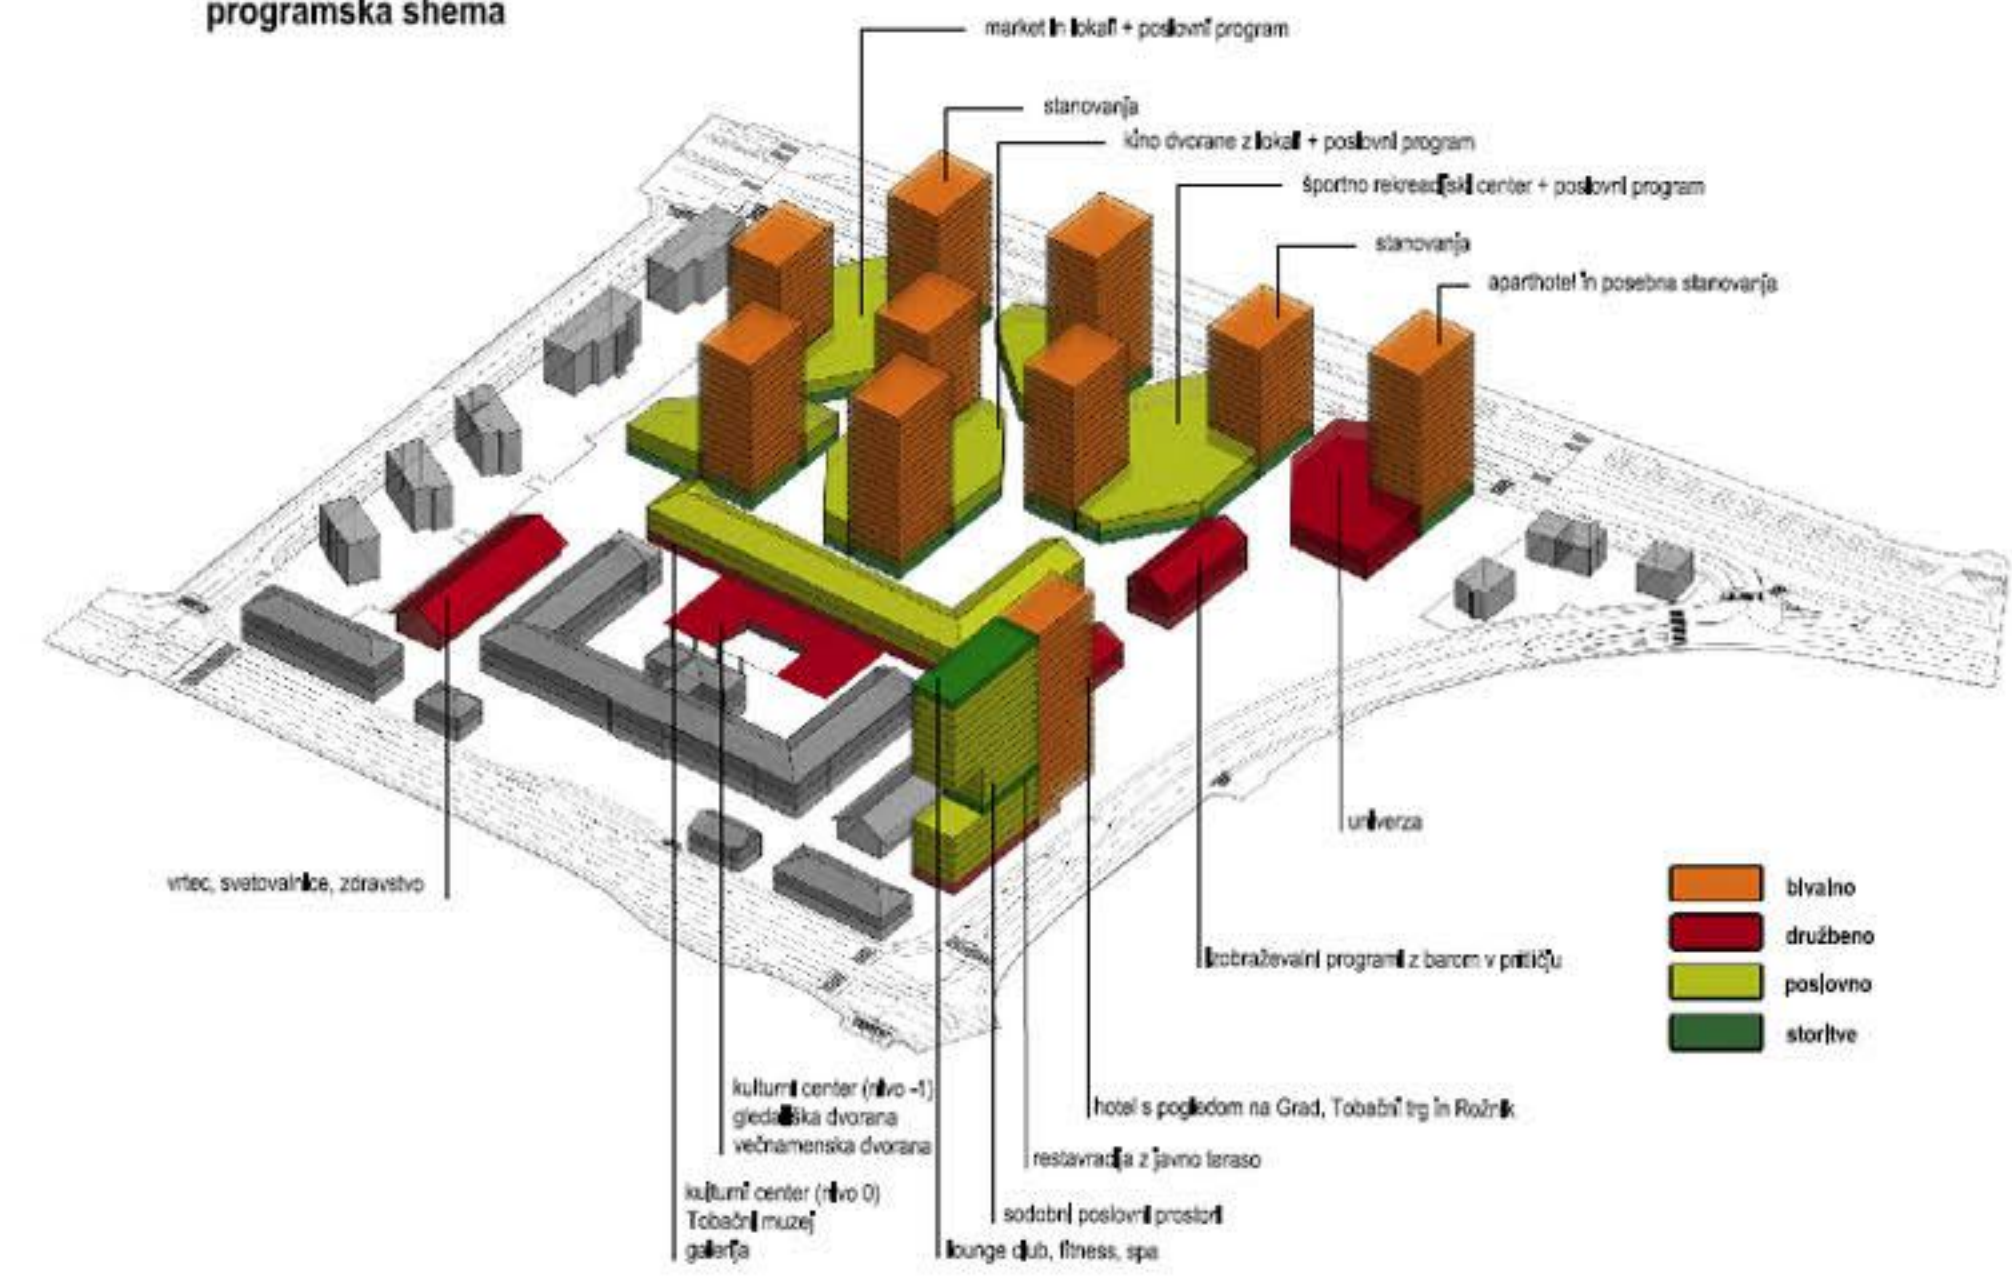 programska shema
market in lokali + poslovni program
stanovanja
kino dvorane z lokali + poslovni program
športno rekreacijski center + poslovni program
stanovanja
aparthotel in posebna stanovanja
univerza
vrtec, svetovalnice, zdravstvo
bivalno
družbeno
poslovno
storitve
izobraževalni programi z barom v pritličju
kulturni center (nivo -1)
gledališka dvorana
večnamenska dvorana
hotel s pogledom na Grad, Tobačni trg in Rožnik
restavracija z javno teraso
kulturni center (nivo 0)
Tobačni muzej
galerija
sodobni poslovni prostori
lounge club, fitness, spa